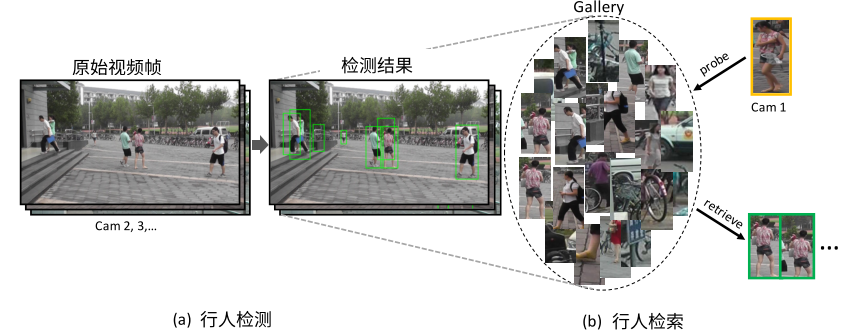 Gallery
原始视频帧
检测结果
probe
Cam 1
retrieve
Cam 2, 3,...
...
(a) 行人检测
(b) 行人检索